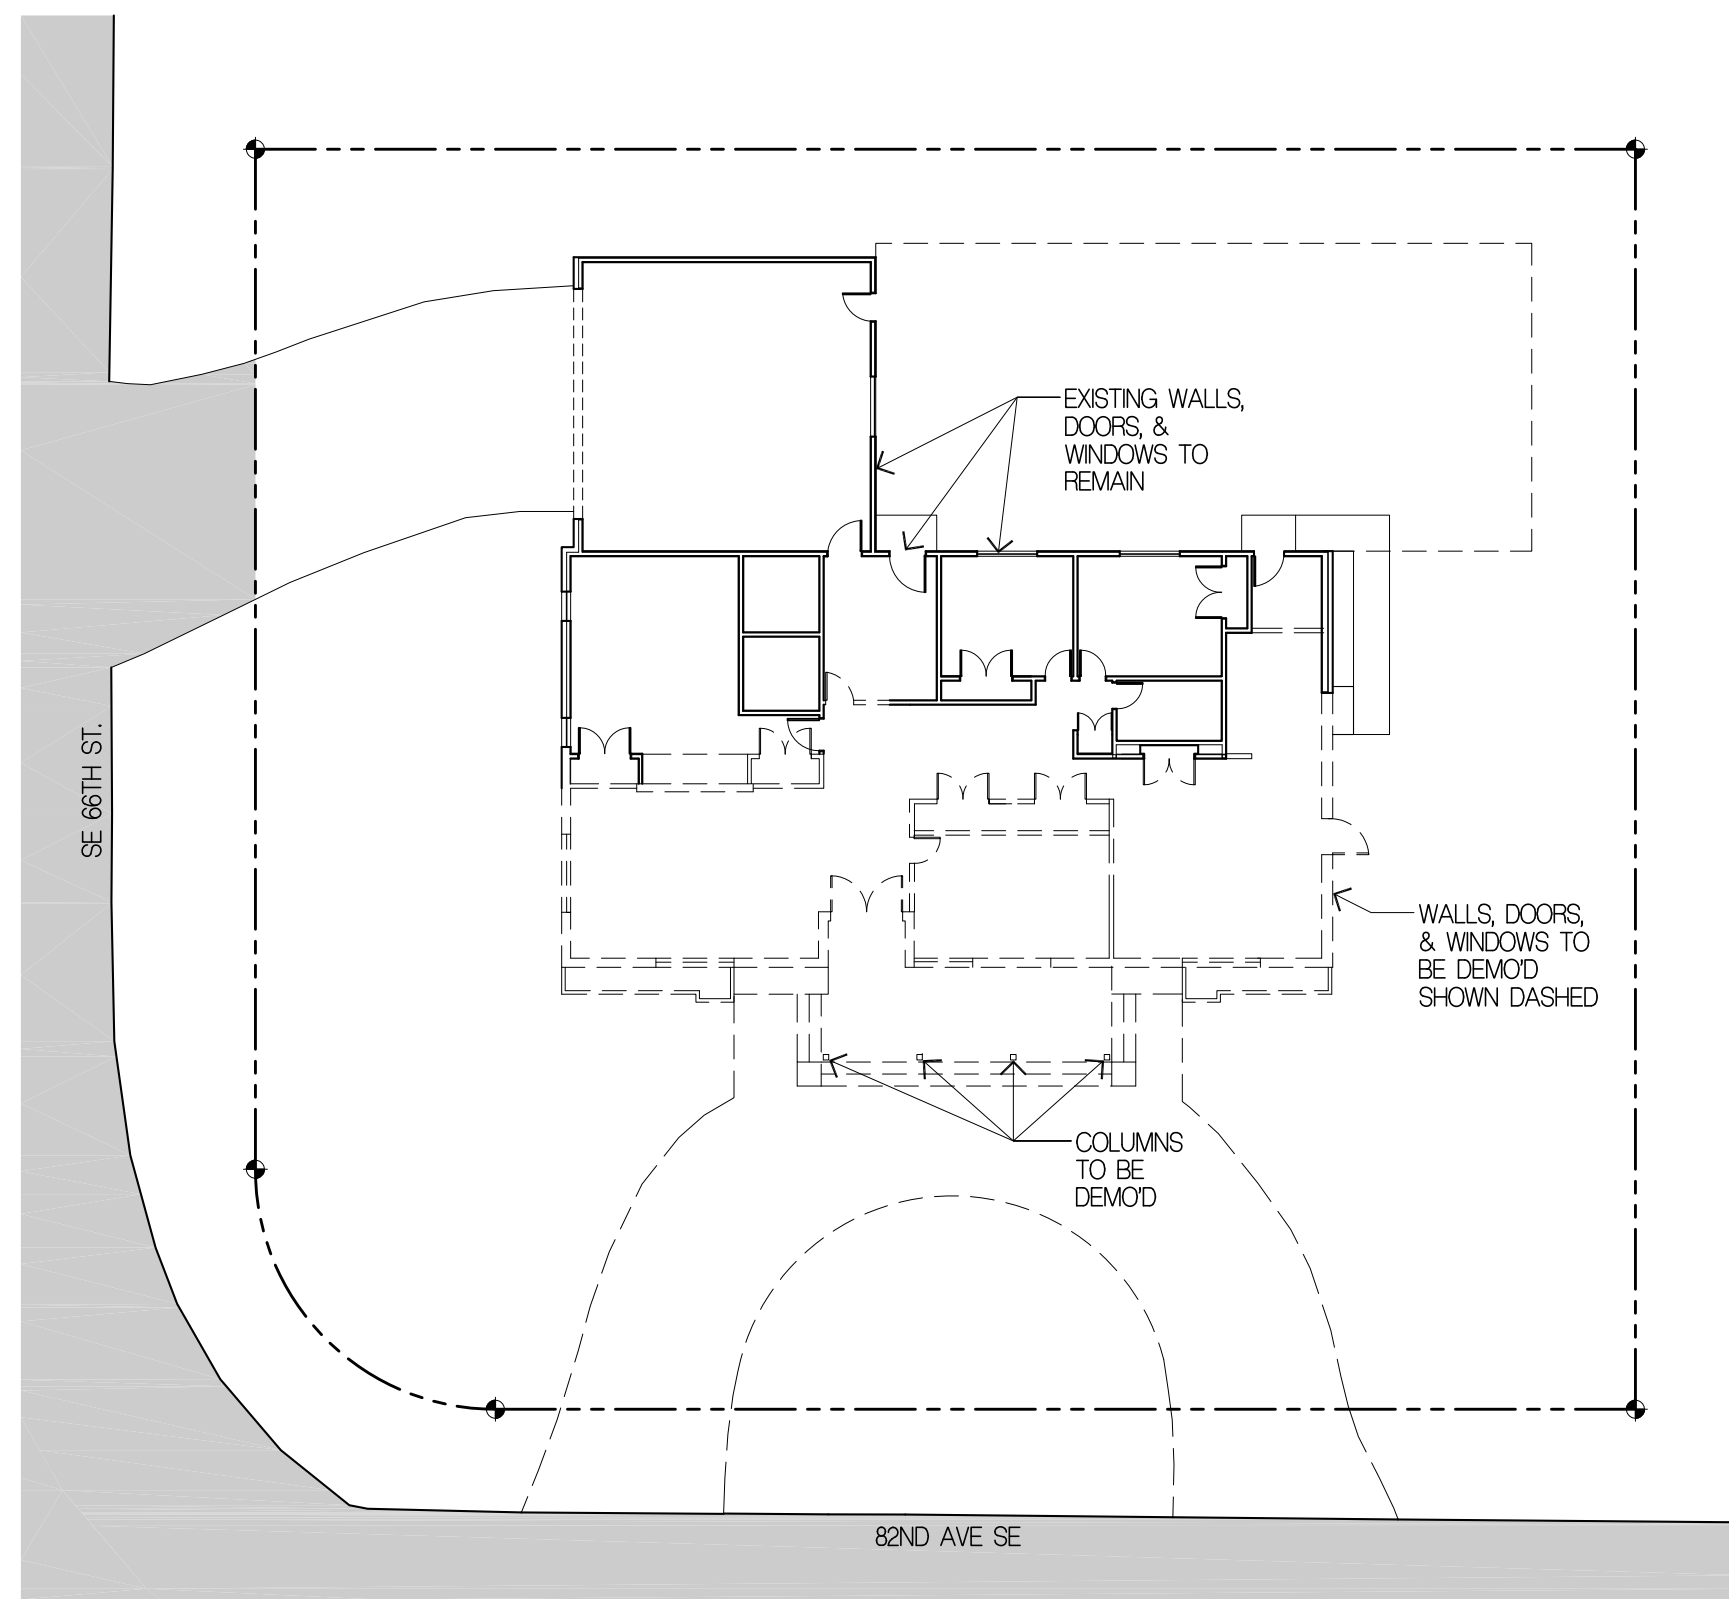 EXISTING WALLS,
DOORS, &
WINDOWS TO
REMAIN
SE 66TH ST.
WALLS, DOORS,
& WINDOWS TO
BE DEMO'D
SHOWN DASHED
COLUMNS
TO BE
DEMO'D
82ND AVE SE